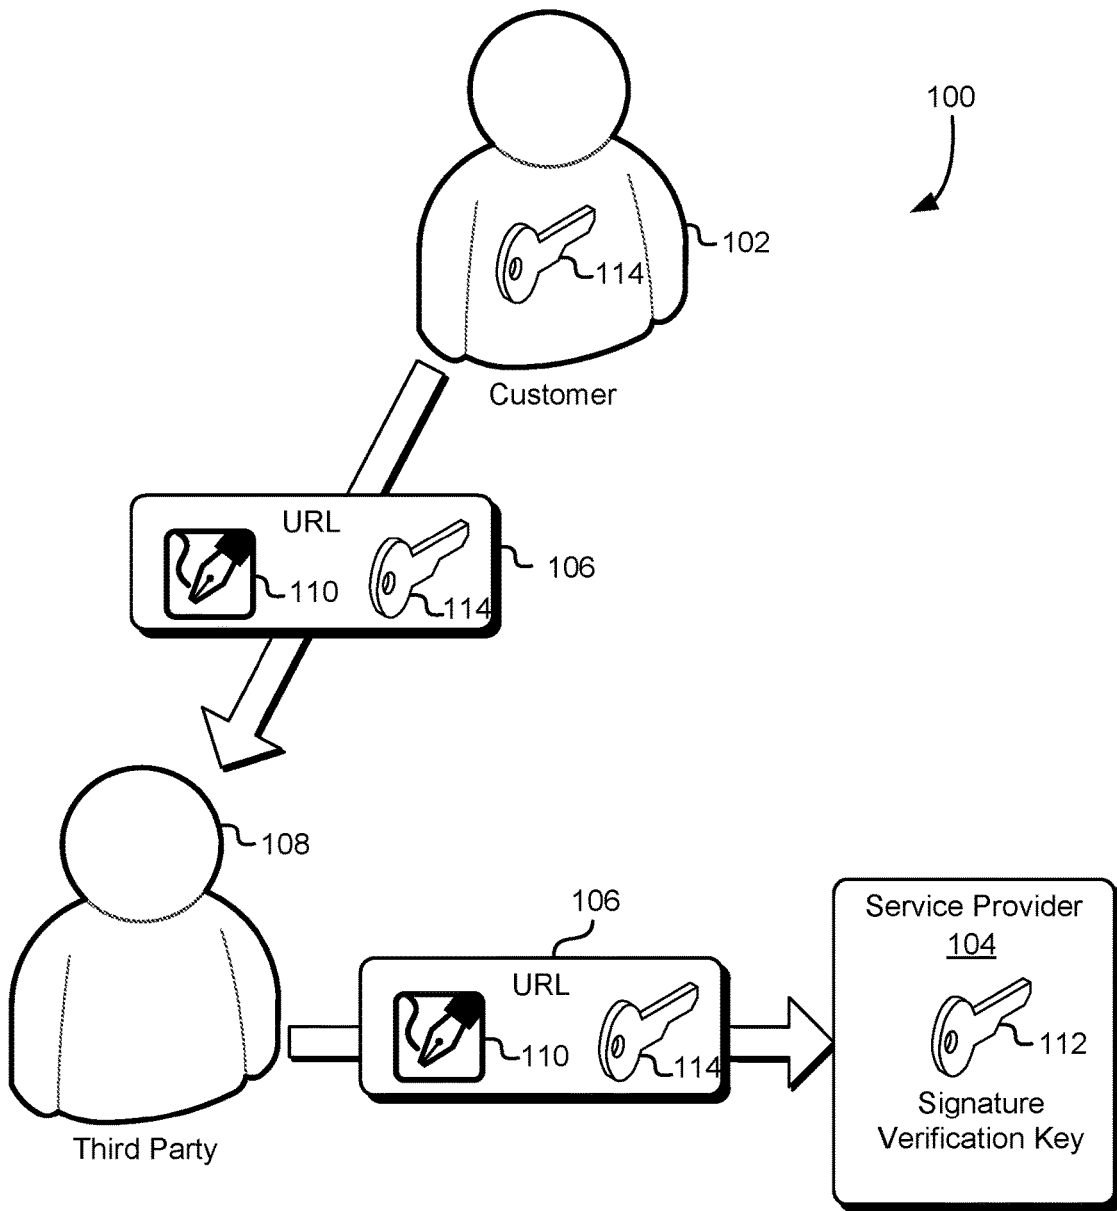 100
102
114
Customer
URL
106
110
114
108
106
Service Provider
104
URL
110
114
112
Signature
Verification Key
Third Party